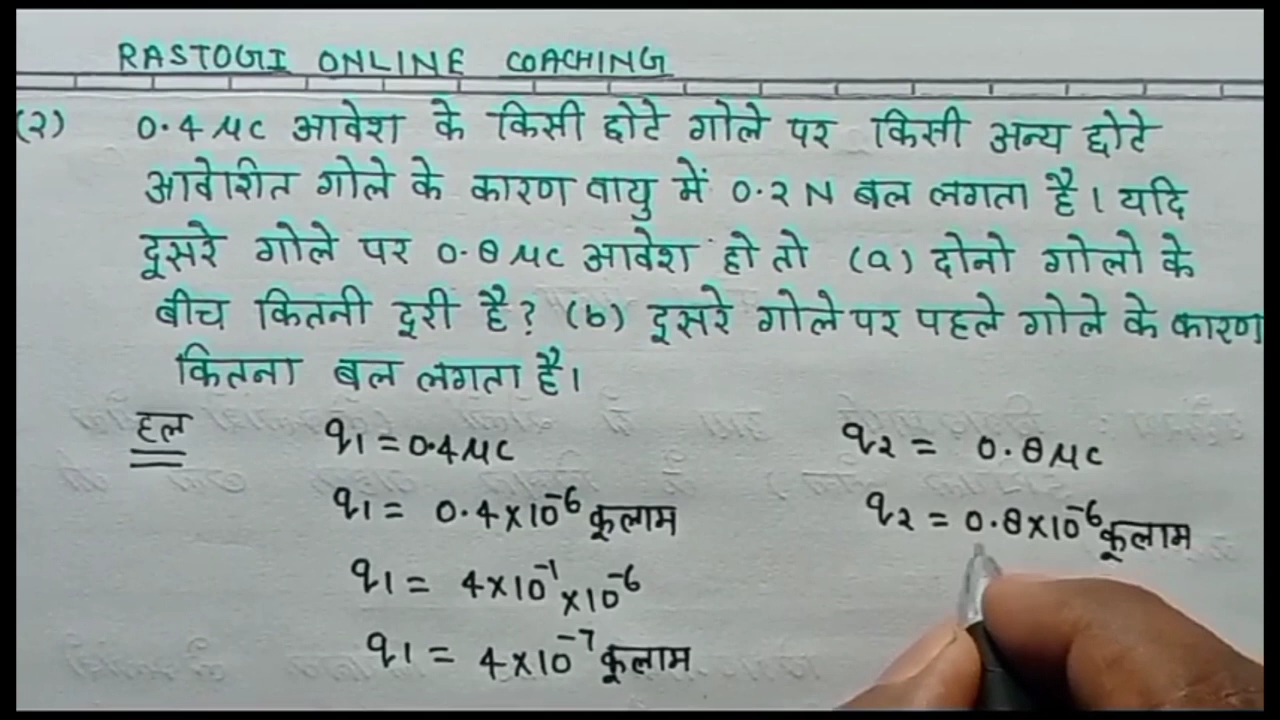 RASTOGI ONLINE COACHING
(२) 0.4 μC आवेश के किसी छोटे गोले पर किसी अन्य छोटे
आवेशित गोले के कारण वायु में 0.2 N बल लगता है। यदि
दूसरे गोले पर 0.8 μC आवेश हो तो (a) दोनो गोलो के
बीच कितनी दूरी है? (b) दूसरे गोले पर पहले गोले के कारण
कितना बल लगता है।
हल q1 = 0.4 μC q2 = 0.8 μC
q1 = 0.4×10⁻⁶ कूलाम q2 = 0.8×10⁻⁶ कूलाम
q1 = 4×10⁻¹×10⁻⁶
q1 = 4×10⁻⁷ कूलाम